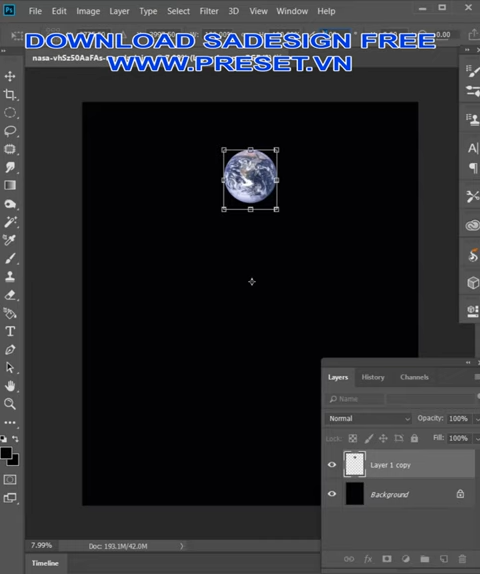 Ps File Edit Image Layer Type Select Filter 3D View Window Help
DOWNLOAD SADESIGN FREE
WWW.PRESET.VN
Layers History Channels
Name
Normal Opacity: 100%
Lock: Fill: 100%
Layer 1 copy
Background
7.99% Doc: 193.1M/42.0M
Timeline